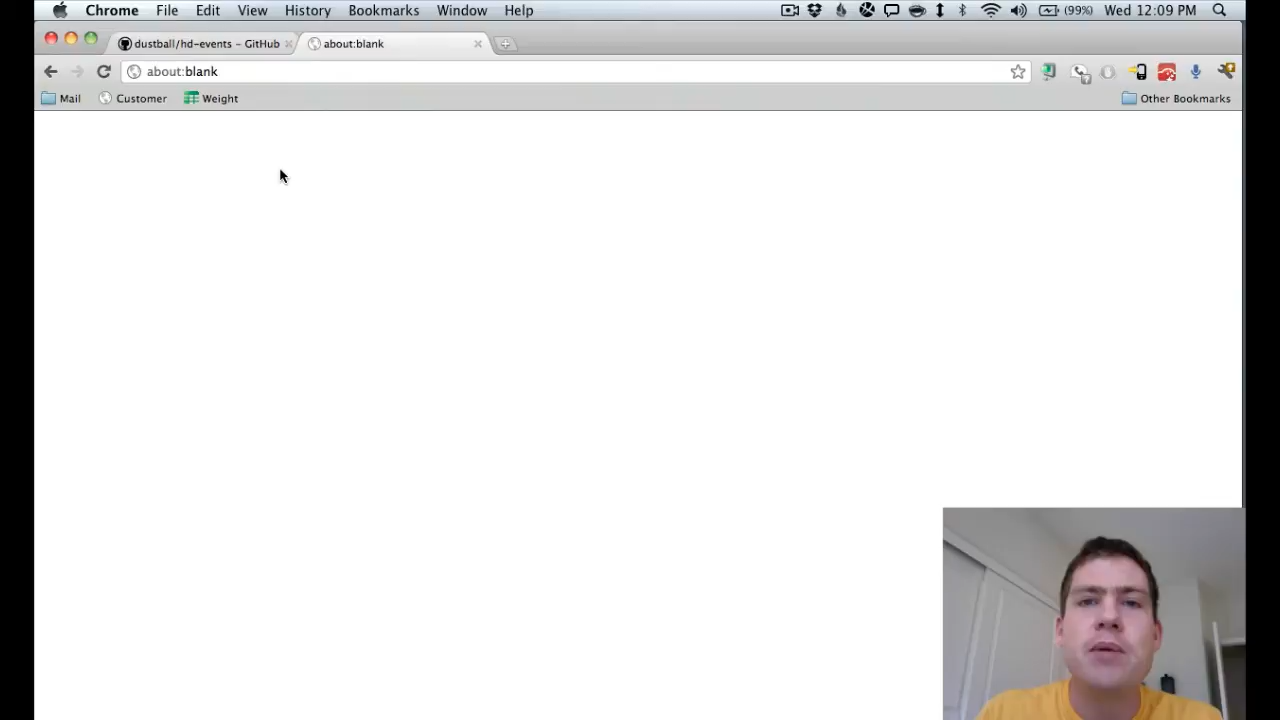 Chrome File Edit View History Bookmarks Window Help (99%) Wed 12:09 PM
dustball/hd-events – GitHub about:blank
about:blank
Mail Customer Weight Other Bookmarks